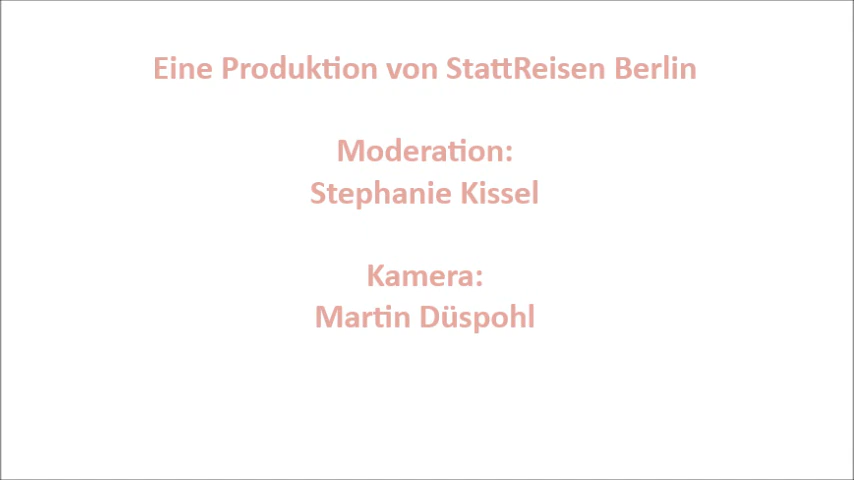 Eine Produktion von StattReisen Berlin
Moderation:
Stephanie Kissel
Kamera:
Martin Düspohl